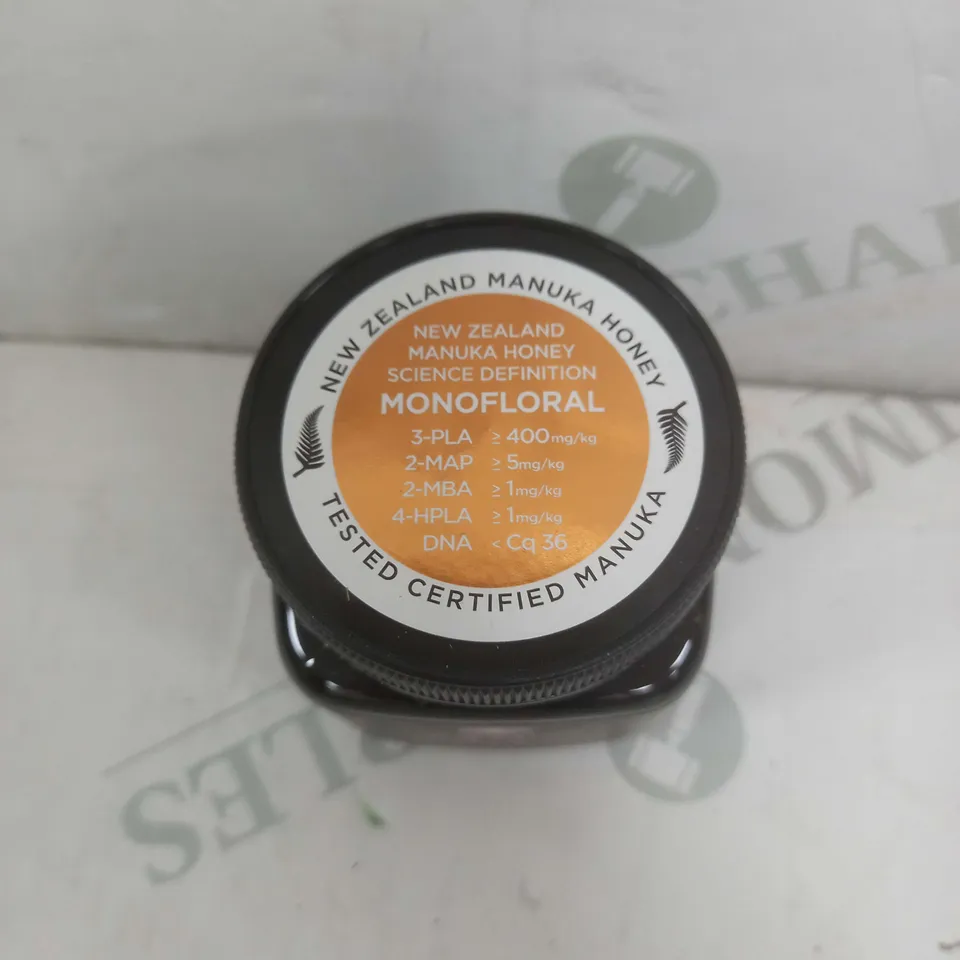 NEW ZEALAND MANUKA HONEY
NEW ZEALAND
MANUKA HONEY
SCIENCE DEFINITION
MONOFLORAL
3-PLA ≥ 400mg/kg
2-MAP ≥ 5mg/kg
2-MBA ≥ 1mg/kg
4-HPLA ≥ 1mg/kg
DNA < Cq 36
TESTED CERTIFIED MANUKA